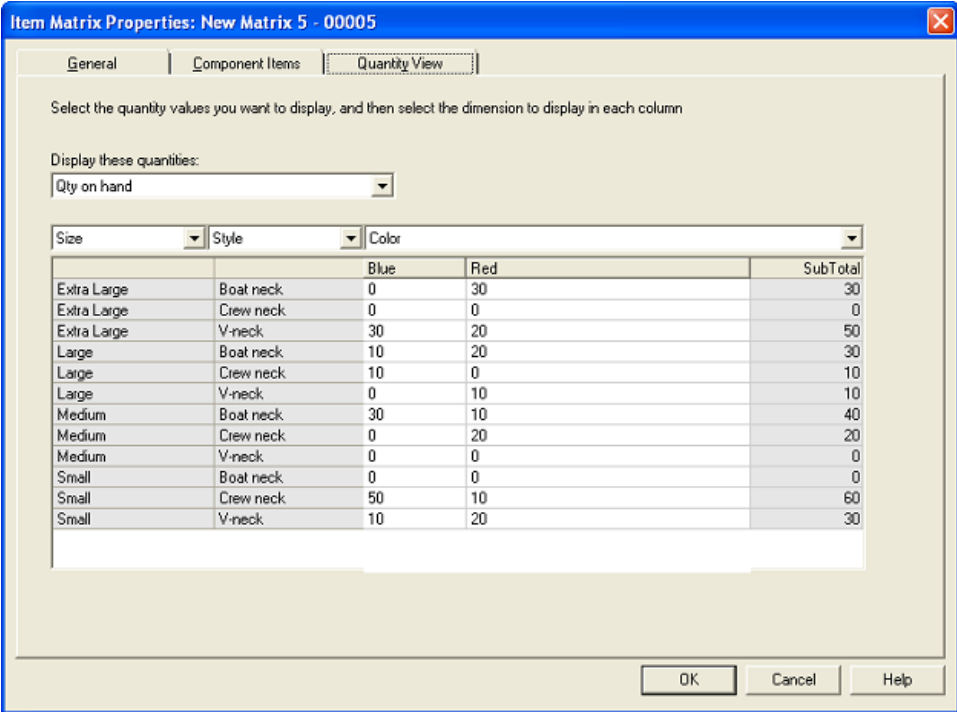 Item Matrix Properties: New Matrix 5 - 00005
General Component Items Quantity View
Select the quantity values you want to display, and then select the dimension to display in each column
Display these quantities:
Qty on hand
Size Style Color
Blue Red SubTotal
Extra Large Boat neck 0 30 30
Extra Large Crew neck 0 0 0
Extra Large V-neck 30 20 50
Large Boat neck 10 20 30
Large Crew neck 10 0 10
Large V-neck 0 10 10
Medium Boat neck 30 10 40
Medium Crew neck 0 20 20
Medium V-neck 0 0 0
Small Boat neck 0 0 0
Small Crew neck 50 10 60
Small V-neck 10 20 30
OK Cancel Help